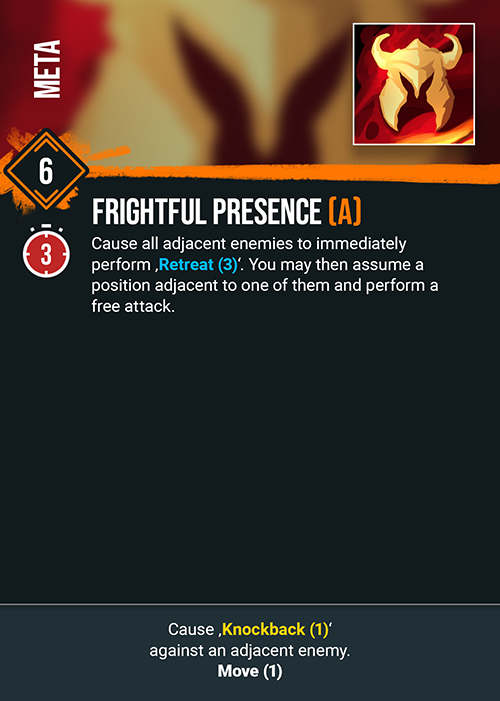 META
6
FRIGHTFUL PRESENCE (A)
3
Cause all adjacent enemies to immediately
perform ‚Retreat (3)‘. You may then assume a
position adjacent to one of them and perform a
free attack.
Cause ‚Knockback (1)‘
against an adjacent enemy.
Move (1)